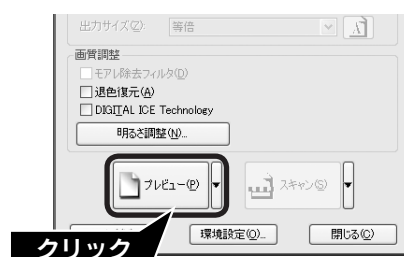 出力サイズ(Z): 等倍
画質調整
モアレ除去フィルタ(D)
退色復元(A)
DIGITAL ICE Technology
明るさ調整(N)...
プレビュー(P) スキャン(S)
環境設定(O)... 閉じる(C)
クリック